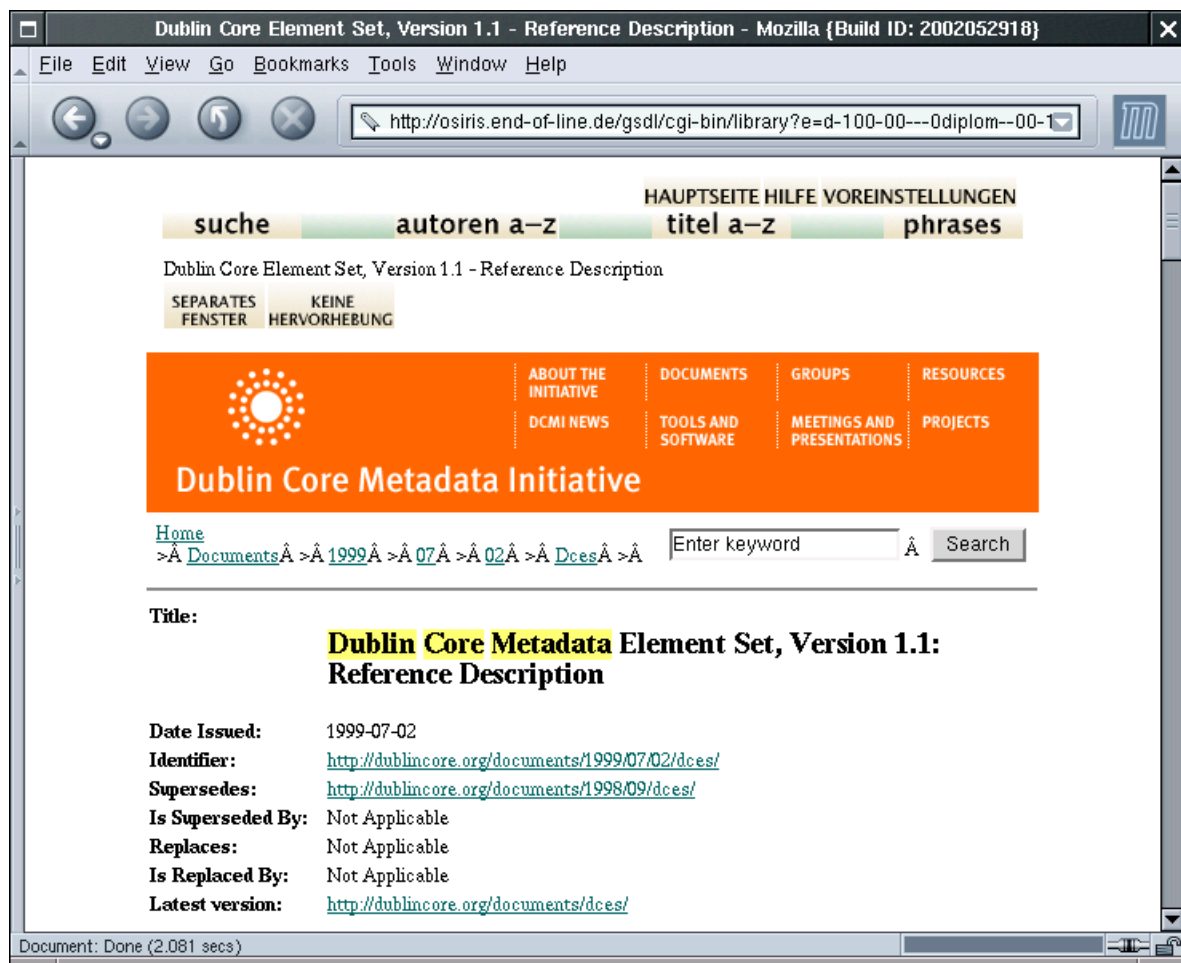 Dublin Core Element Set, Version 1.1 - Reference Description - Mozilla {Build ID: 2002052918}
File Edit View Go Bookmarks Tools Window Help
http://osiris.end-of-line.de/gsdl/cgi-bin/library?e=d-100-00---0diplom--00-1
HAUPTSEITE HILFE VOREINSTELLUNGEN
suche autoren a–z titel a–z phrases
Dublin Core Element Set, Version 1.1 - Reference Description
SEPARATES FENSTER
KEINE HERVORHEBUNG
ABOUT THE INITIATIVE
DOCUMENTS
GROUPS
RESOURCES
DCMI NEWS
TOOLS AND SOFTWARE
MEETINGS AND PRESENTATIONS
PROJECTS
Dublin Core Metadata Initiative
Home
>Â DocumentsÂ >Â 1999Â >Â 07Â >Â 02Â >Â DcesÂ >Â
Enter keyword Â Search
Title:
Dublin Core Metadata Element Set, Version 1.1:
Reference Description
Date Issued: 1999-07-02
Identifier: http://dublincore.org/documents/1999/07/02/dces/
Supersedes: http://dublincore.org/documents/1998/09/dces/
Is Superseded By: Not Applicable
Replaces: Not Applicable
Is Replaced By: Not Applicable
Latest version: http://dublincore.org/documents/dces/
Document: Done (2.081 secs)